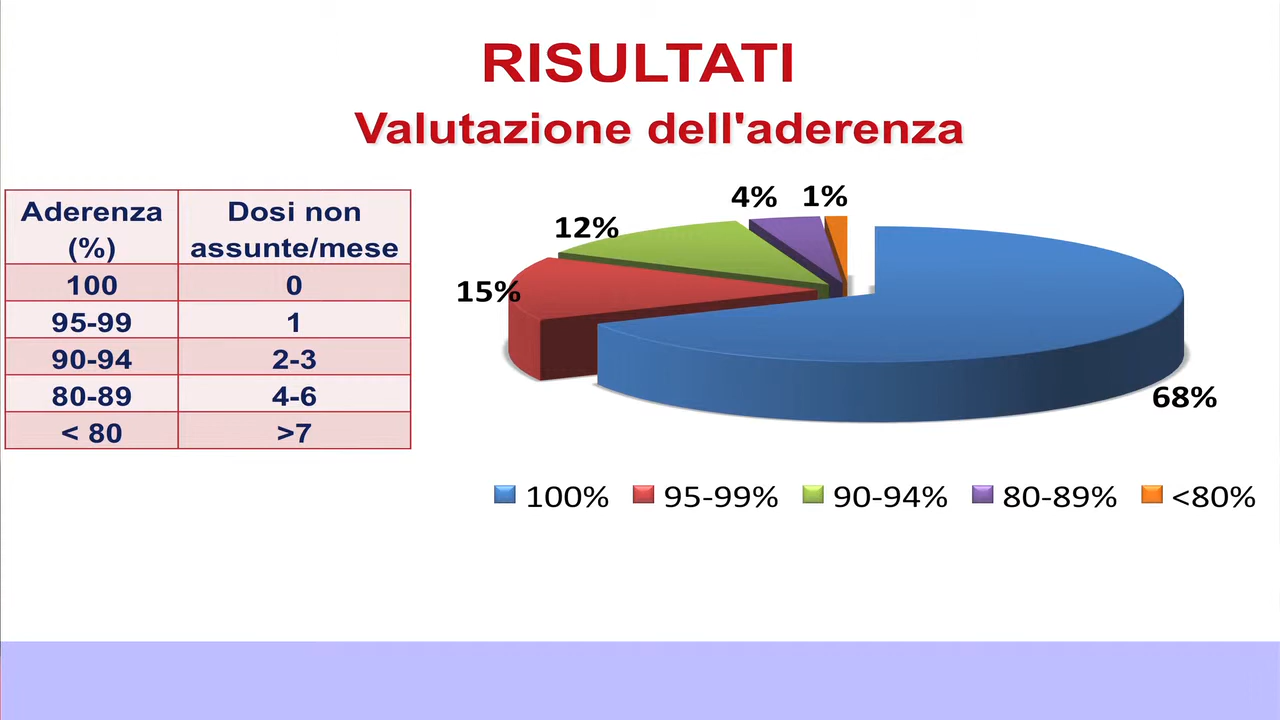 RISULTATI
Valutazione dell'aderenza
Aderenza (%) Dosi non assunte/mese
100 0
95-99 1
90-94 2-3
80-89 4-6
< 80 >7
4% 1%
12%
15%
68%
100% 95-99% 90-94% 80-89% <80%